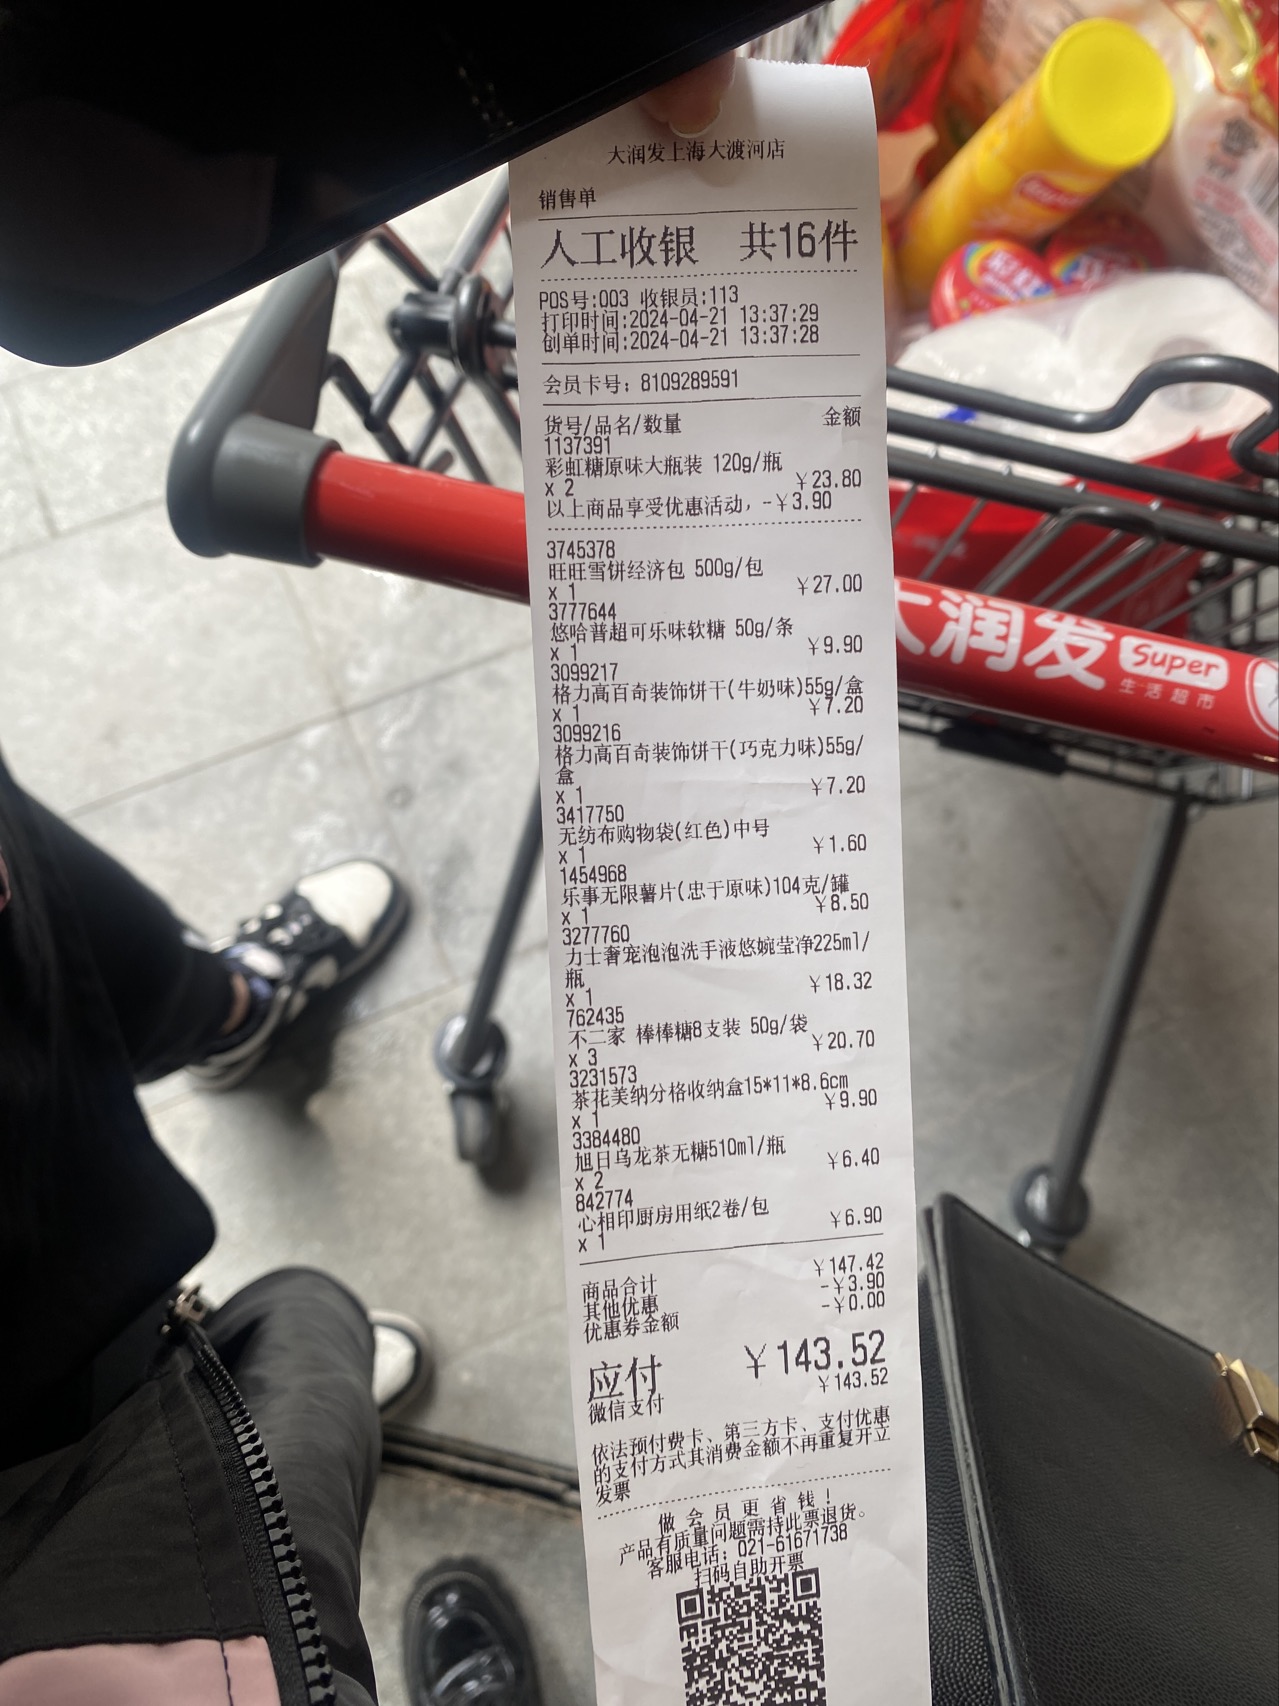 大润发上海大渡河店
销售单
人工收银 共16件
POS号:003 收银员:113
打印时间:2024-04-21 13:37:29
创单时间:2024-04-21 13:37:28
会员卡号: 8109289591
货号/品名/数量 金额
1137391
彩虹糖原味大瓶装 120g/瓶
x 2 ￥23.80
以上商品享受优惠活动, -￥3.90
3745378
旺旺雪饼经济包 500g/包
x 1 ￥27.00
3777644
悠哈普超可乐味软糖 50g/条
x 1 ￥9.90
3099217
格力高百奇装饰饼干(牛奶味)55g/盒
x 1 ￥7.20
3099216
格力高百奇装饰饼干(巧克力味)55g/
盒
x 1 ￥7.20
3417750
无纺布购物袋(红色)中号
x 1 ￥1.60
1454968
乐事无限薯片(忠于原味)104克/罐
x 1 ￥8.50
3277760
力士奢宠泡泡洗手液悠婉莹净225ml/
瓶
x 1 ￥18.32
762435
不二家 棒棒糖8支装 50g/袋
x 3 ￥20.70
3231573
茶花美纳分格收纳盒15*11*8.6cm
x 1 ￥9.90
3384480
旭日乌龙茶无糖510ml/瓶
x 2 ￥6.40
842774
心相印厨房用纸2卷/包
x 1 ￥6.90
商品合计 ￥147.42
其他优惠 -￥3.90
优惠券金额 -￥0.00
应付 ￥143.52
微信支付 ￥143.52
依法预付费卡、第三方卡、支付优惠
的支付方式其消费金额不再重复开立
发票
做 会 员 更 省 钱 !
产品有质量问题需持此票退货。
客服电话: 021-61671738
扫码自助开票
大润发 Super
生活超市